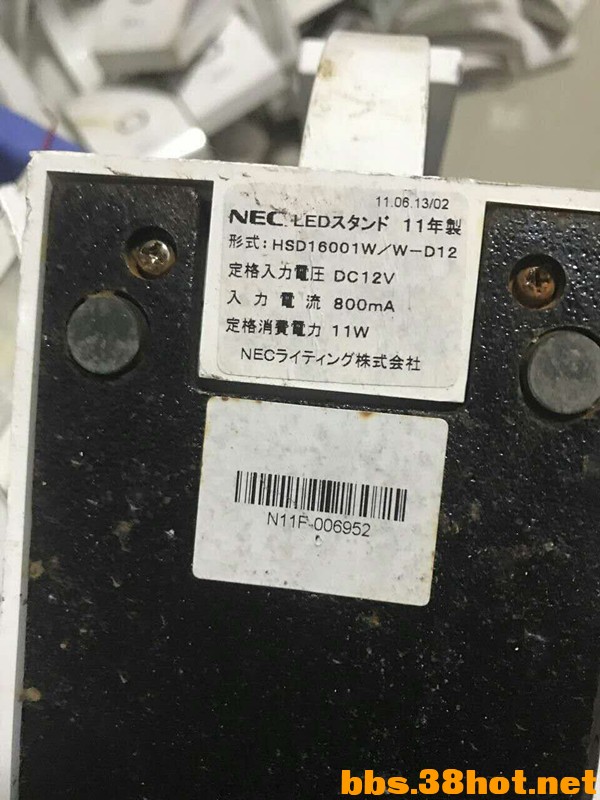 11.06.13/02
NEC LEDスタンド 11年製
形式：HSD16001W／W－D12
定格入力電圧 DC12V
入力電流 800mA
定格消費電力 11W
NECライティング株式会社
N11F-006952
bbs.38hot.net